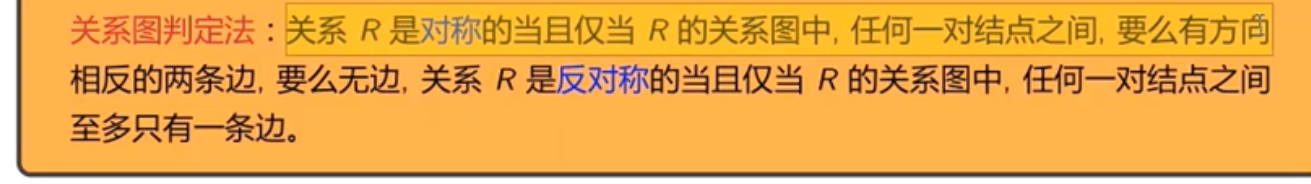 关系图判定法：关系 R 是对称的当且仅当 R 的关系图中, 任何一对结点之间, 要么有方向
相反的两条边, 要么无边, 关系 R 是反对称的当且仅当 R 的关系图中, 任何一对结点之间
至多只有一条边。